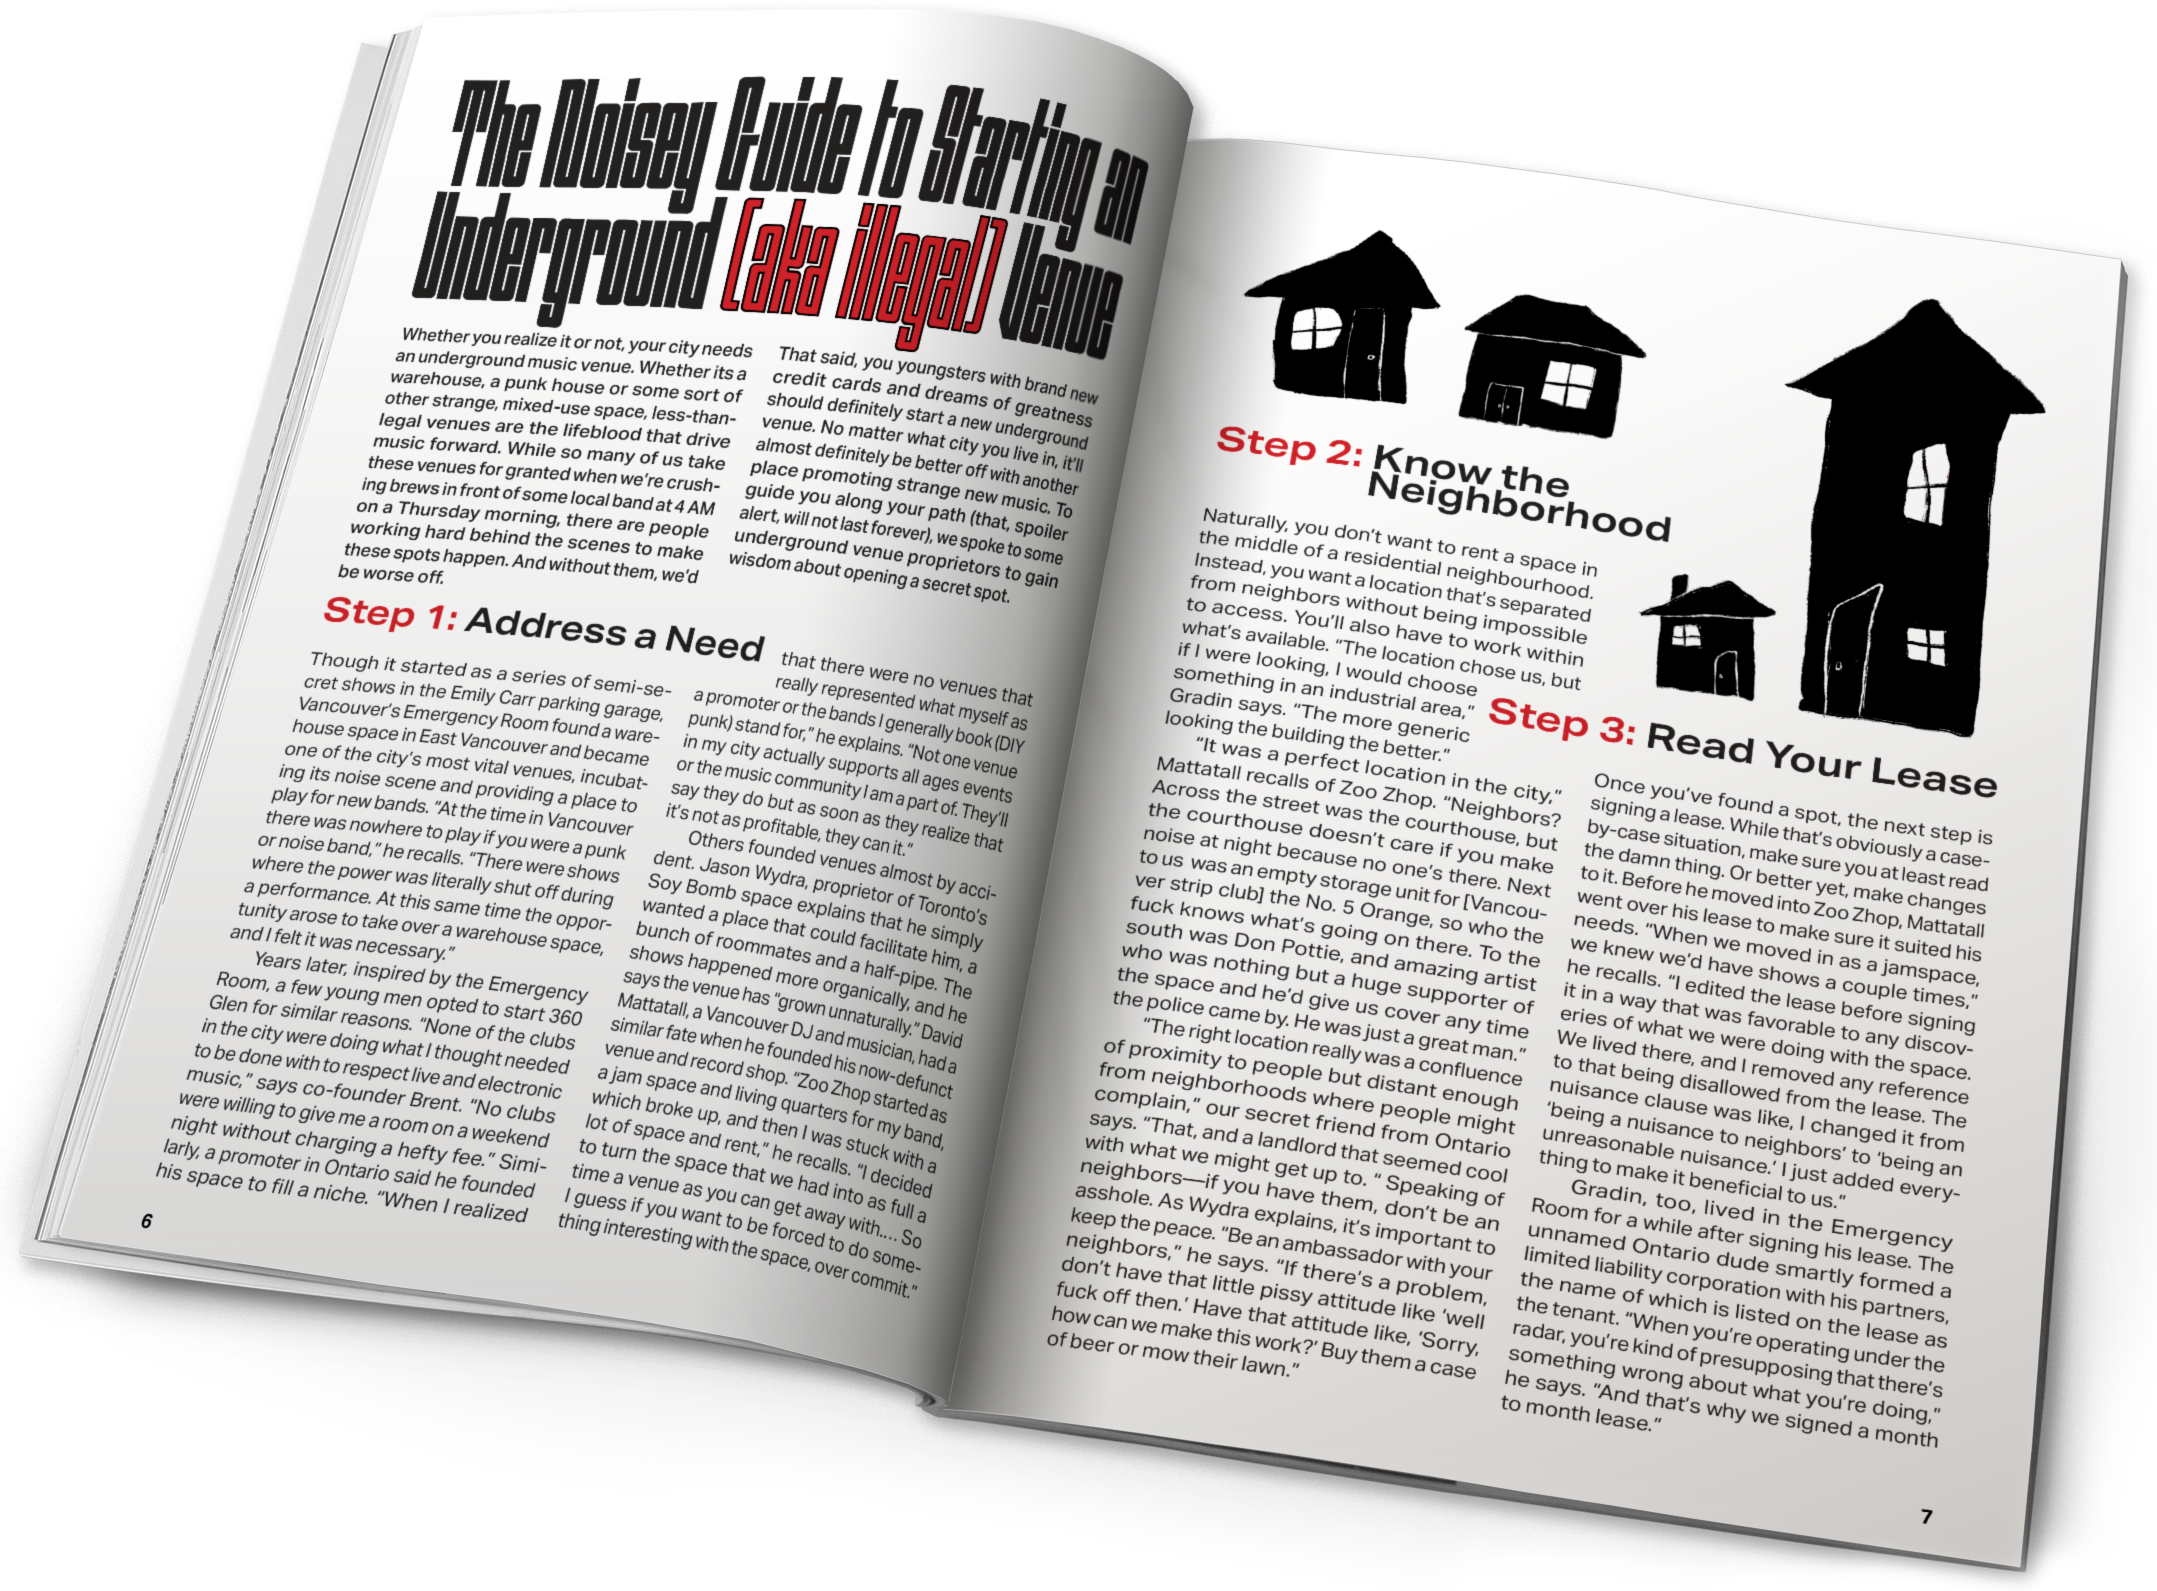 The Noisey Guide to Starting an
Underground (aka illegal) Venue
Whether you realize it or not, your city needs
an underground music venue. Whether its a
warehouse, a punk house or some sort of
other strange, mixed-use space, less-than-
legal venues are the lifeblood that drive
music forward. While so many of us take
these venues for granted when we're crush-
ing brews in front of some local band at 4 AM
on a Thursday morning, there are people
working hard behind the scenes to make
these spots happen. And without them, we'd
be worse off.
That said, you youngsters with brand new
credit cards and dreams of greatness
should definitely start a new underground
venue. No matter what city you live in, it'll
almost definitely be better off with another
place promoting strange new music. To
guide you along your path (that, spoiler
alert, will not last forever), we spoke to some
underground venue proprietors to gain
wisdom about opening a secret spot.
Step 1: Address a Need
Though it started as a series of semi-se-
cret shows in the Emily Carr parking garage,
Vancouver's Emergency Room found a ware-
house space in East Vancouver and became
one of the city's most vital venues, incubat-
ing its noise scene and providing a place to
play for new bands. "At the time in Vancouver
there was nowhere to play if you were a punk
or noise band," he recalls. "There were shows
where the power was literally shut off during
a performance. At this same time the oppor-
tunity arose to take over a warehouse space,
and I felt it was necessary."
Years later, inspired by the Emergency
Room, a few young men opted to start 360
Glen for similar reasons. "None of the clubs
in the city were doing what I thought needed
to be done with to respect live and electronic
music," says co-founder Brent. "No clubs
were willing to give me a room on a weekend
night without charging a hefty fee." Simi-
larly, a promoter in Ontario said he founded
his space to fill a niche. "When I realized
that there were no venues that
really represented what myself as
a promoter or the bands I generally book (DIY
punk) stand for," he explains. "Not one venue
in my city actually supports all ages events
or the music community I am a part of. They'll
say they do but as soon as they realize that
it's not as profitable, they can it."
Others founded venues almost by acci-
dent. Jason Wydra, proprietor of Toronto's
Soy Bomb space explains that he simply
wanted a place that could facilitate him, a
bunch of roommates and a half-pipe. The
shows happened more organically, and he
says the venue has "grown unnaturally." David
Mattatall, a Vancouver DJ and musician, had a
similar fate when he founded his now-defunct
venue and record shop. "Zoo Zhop started as
a jam space and living quarters for my band,
which broke up, and then I was stuck with a
lot of space and rent," he recalls. "I decided
to turn the space that we had into as full a
time a venue as you can get away with.... So
I guess if you want to be forced to do some-
thing interesting with the space, over commit."
6
Step 2: Know the
Neighborhood
Naturally, you don't want to rent a space in
the middle of a residential neighbourhood.
Instead, you want a location that's separated
from neighbors without being impossible
to access. You'll also have to work within
what's available. "The location chose us, but
if I were looking, I would choose
something in an industrial area,"
Gradin says. "The more generic
looking the building the better."
"It was a perfect location in the city,"
Mattatall recalls of Zoo Zhop. "Neighbors?
Across the street was the courthouse, but
the courthouse doesn't care if you make
noise at night because no one's there. Next
to us was an empty storage unit for [Vancou-
ver strip club] the No. 5 Orange, so who the
fuck knows what's going on there. To the
south was Don Pottie, and amazing artist
who was nothing but a huge supporter of
the space and he'd give us cover any time
the police came by. He was just a great man."
"The right location really was a confluence
of proximity to people but distant enough
from neighborhoods where people might
complain," our secret friend from Ontario
says. "That, and a landlord that seemed cool
with what we might get up to. " Speaking of
neighbors—if you have them, don't be an
asshole. As Wydra explains, it's important to
keep the peace. "Be an ambassador with your
neighbors," he says. "If there's a problem,
don't have that little pissy attitude like 'well
fuck off then.' Have that attitude like, 'Sorry,
how can we make this work?' Buy them a case
of beer or mow their lawn."
Step 3: Read Your Lease
Once you've found a spot, the next step is
signing a lease. While that's obviously a case-
by-case situation, make sure you at least read
the damn thing. Or better yet, make changes
to it. Before he moved into Zoo Zhop, Mattatall
went over his lease to make sure it suited his
needs. "When we moved in as a jamspace,
we knew we'd have shows a couple times,"
he recalls. "I edited the lease before signing
it in a way that was favorable to any discov-
eries of what we were doing with the space.
We lived there, and I removed any reference
to that being disallowed from the lease. The
nuisance clause was like, I changed it from
'being a nuisance to neighbors' to 'being an
unreasonable nuisance.' I just added every-
thing to make it beneficial to us."
Gradin, too, lived in the Emergency
Room for a while after signing his lease. The
unnamed Ontario dude smartly formed a
limited liability corporation with his partners,
the name of which is listed on the lease as
the tenant. "When you're operating under the
radar, you're kind of presupposing that there's
something wrong about what you're doing,"
he says. "And that's why we signed a month
to month lease."
7